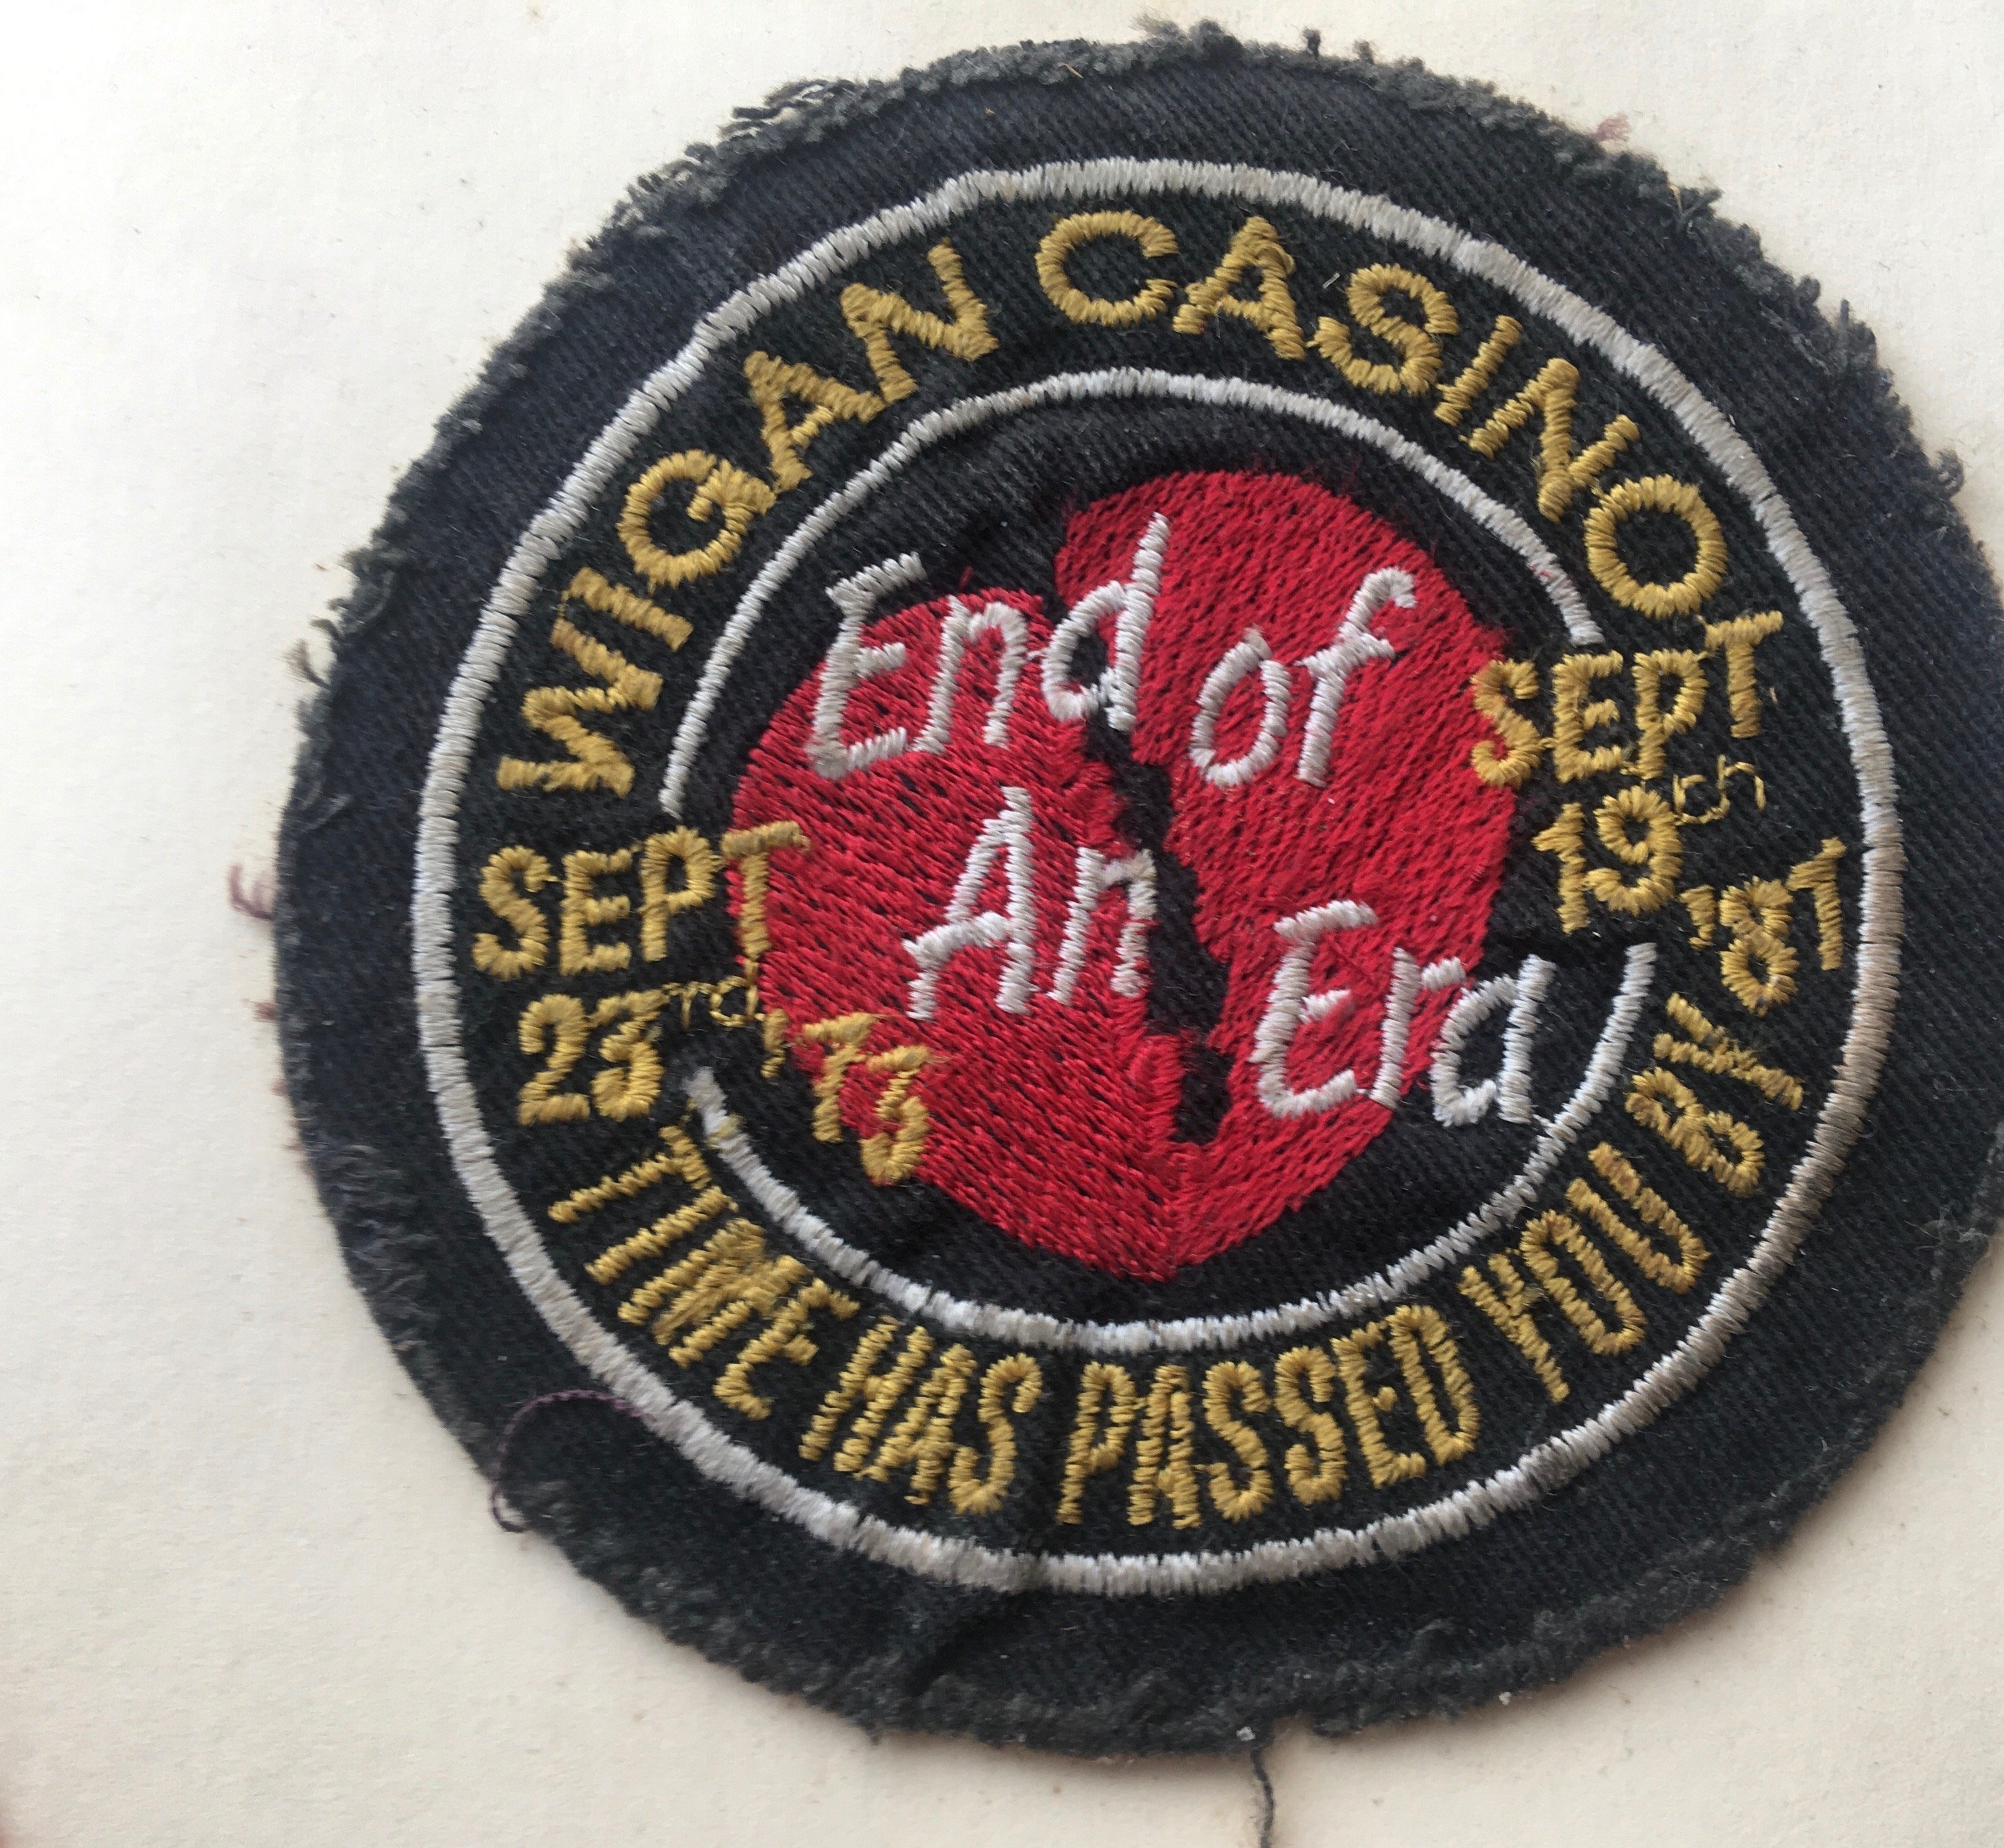 WIGAN CASINO
SEPT
23rd '73
SEPT
19th '81
End of
An Era
TIME HAS PASSED YOU BY